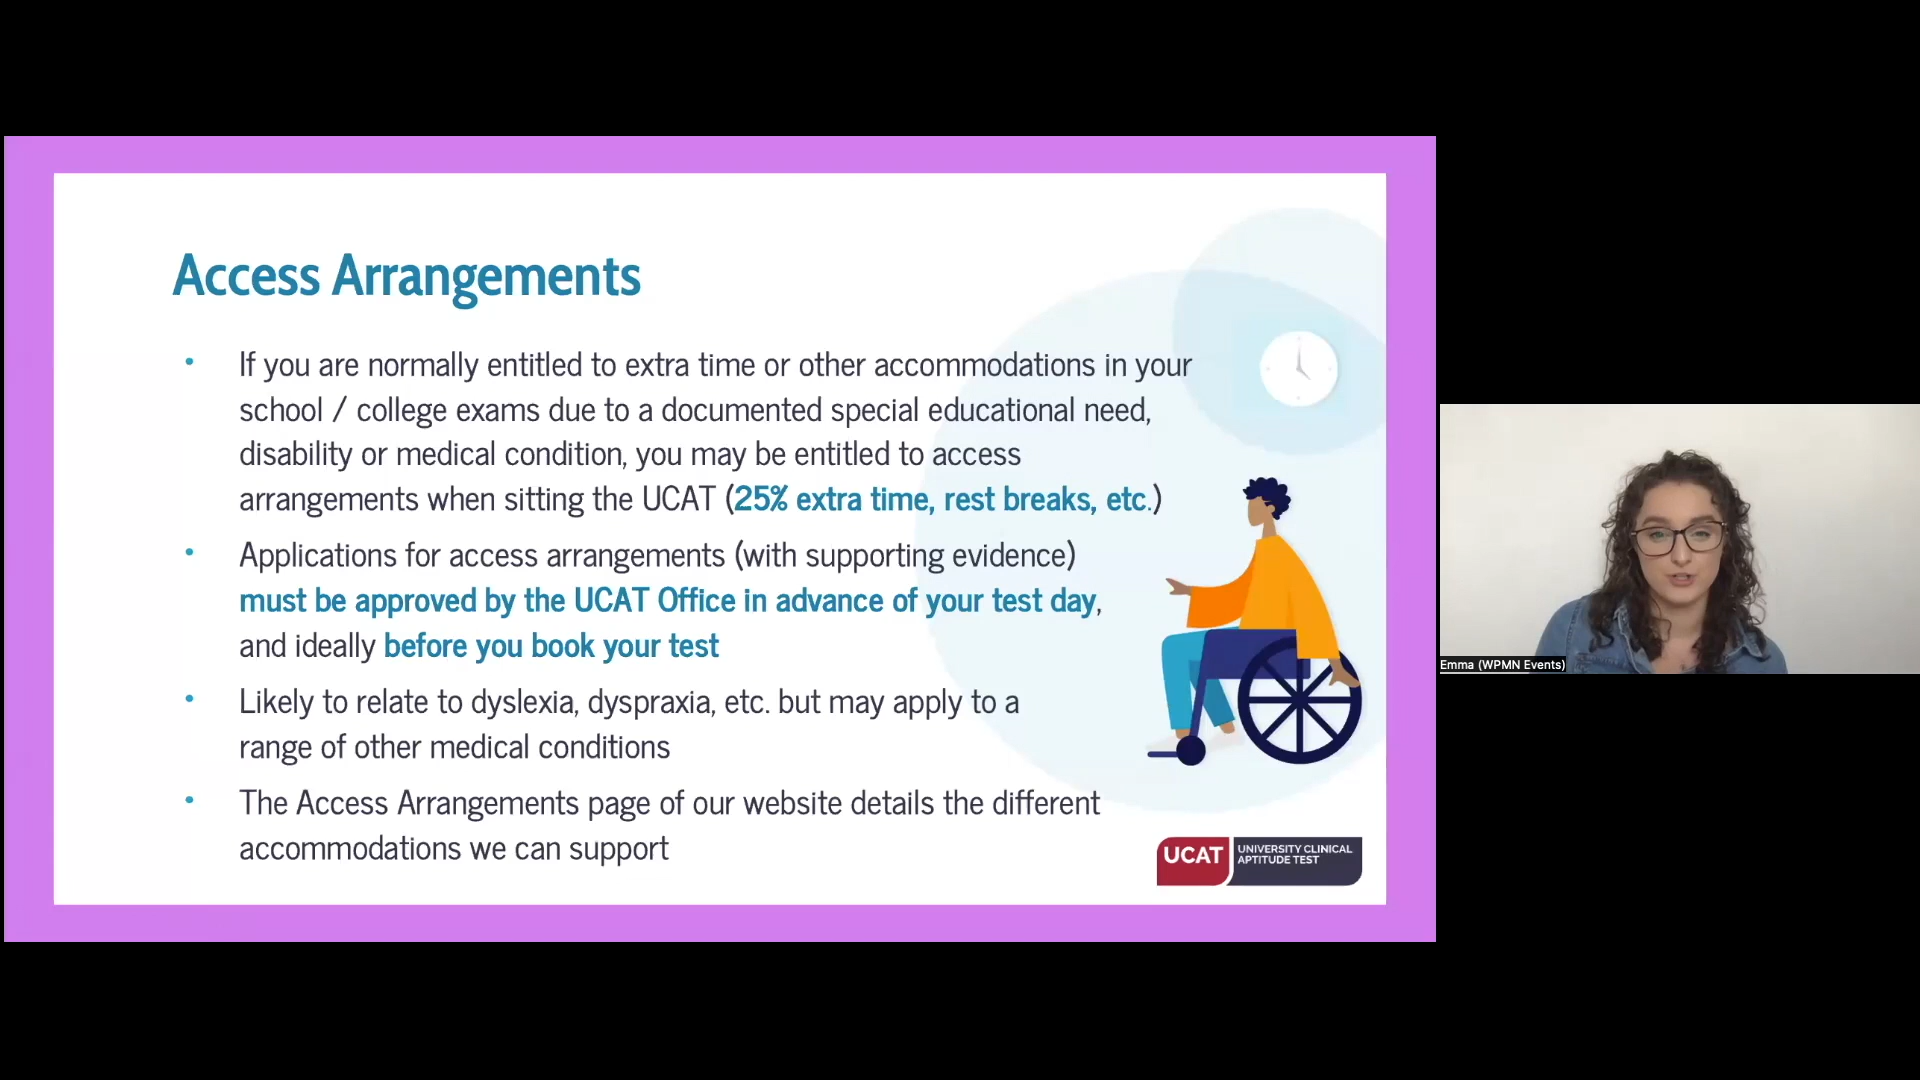 Access Arrangements
• If you are normally entitled to extra time or other accommodations in your
school / college exams due to a documented special educational need,
disability or medical condition, you may be entitled to access
arrangements when sitting the UCAT (25% extra time, rest breaks, etc.)
• Applications for access arrangements (with supporting evidence)
must be approved by the UCAT Office in advance of your test day,
and ideally before you book your test
• Likely to relate to dyslexia, dyspraxia, etc. but may apply to a
range of other medical conditions
• The Access Arrangements page of our website details the different
accommodations we can support
UCAT UNIVERSITY CLINICAL
APTITUDE TEST
Emma (WPMN Events)